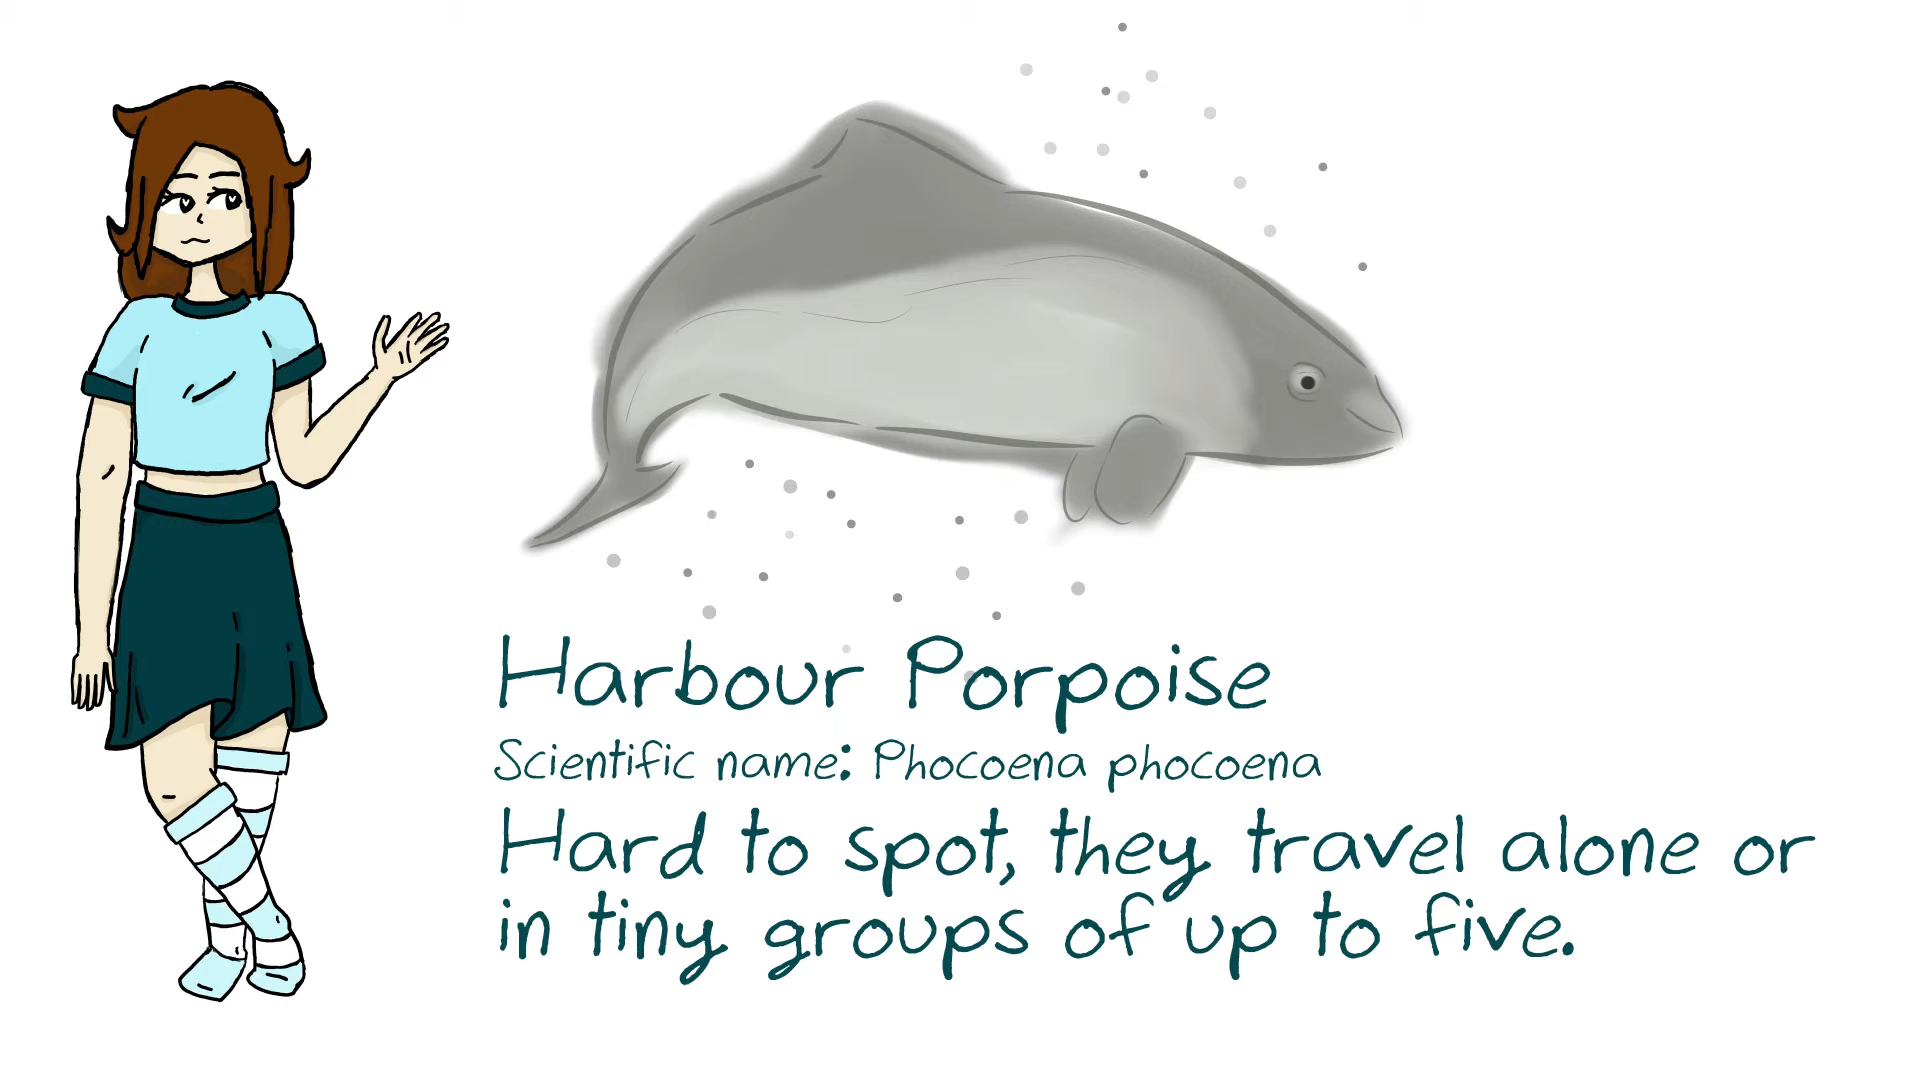 Harbour Porpoise
Scientific name: Phocoena phocoena
Hard to spot, they travel alone or
in tiny groups of up to five.